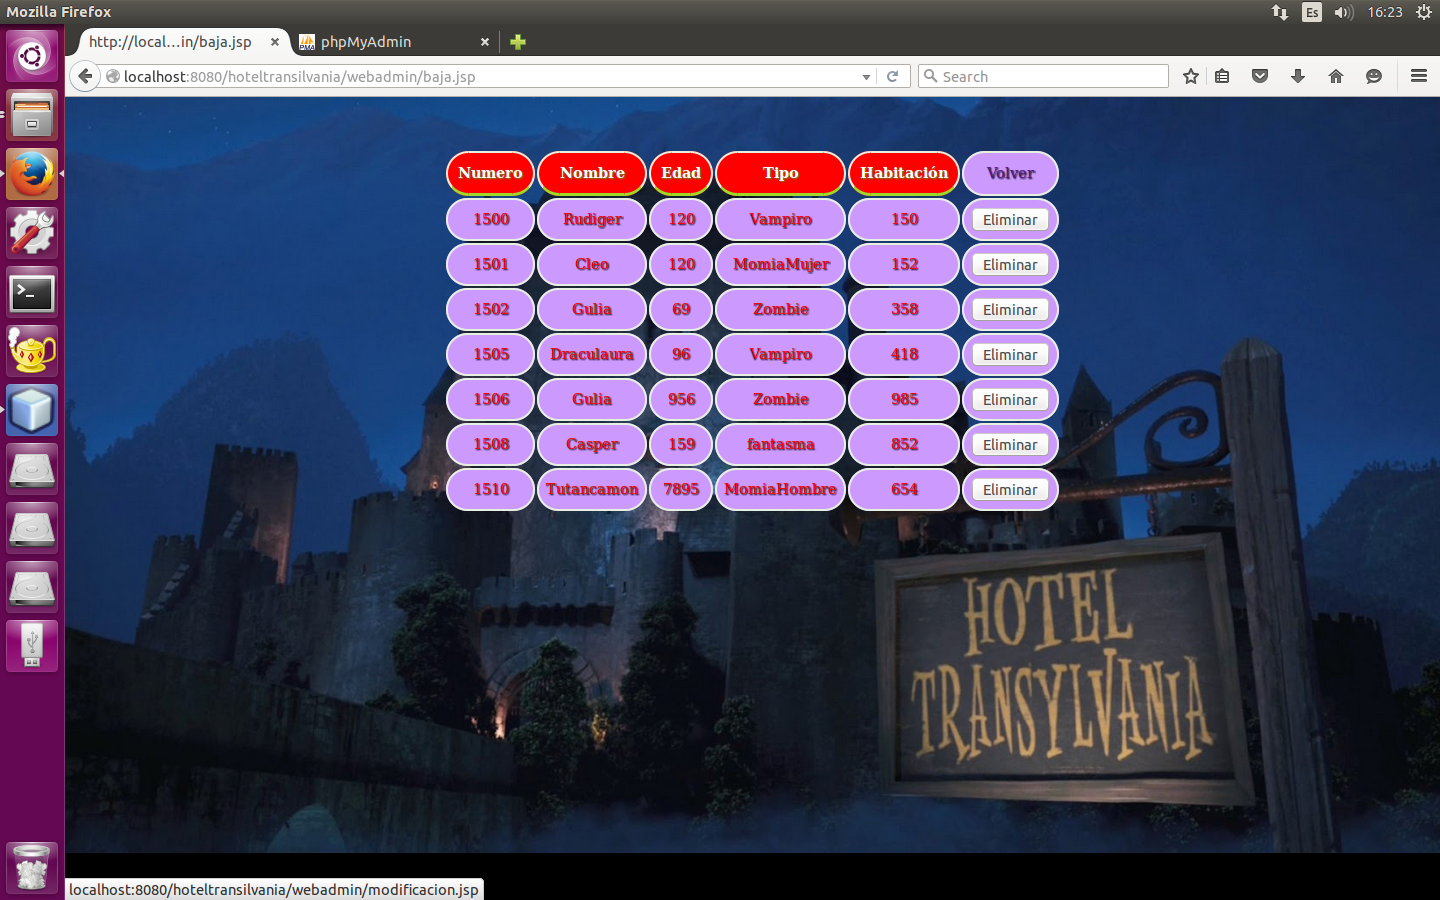 Mozilla Firefox
Es
16:23
http://local...in/baja.jsp
phpMyAdmin
localhost:8080/hoteltransilvania/webadmin/baja.jsp
Search
Numero Nombre Edad Tipo Habitación Volver
1500 Rudiger 120 Vampiro 150 Eliminar
1501 Cleo 120 MomiaMujer 152 Eliminar
1502 Gulia 69 Zombie 358 Eliminar
1505 Draculaura 96 Vampiro 418 Eliminar
1506 Gulia 956 Zombie 985 Eliminar
1508 Casper 159 fantasma 852 Eliminar
1510 Tutancamon 7895 MomiaHombre 654 Eliminar
HOTEL
TRANSYLVANIA
localhost:8080/hoteltransilvania/webadmin/modificacion.jsp